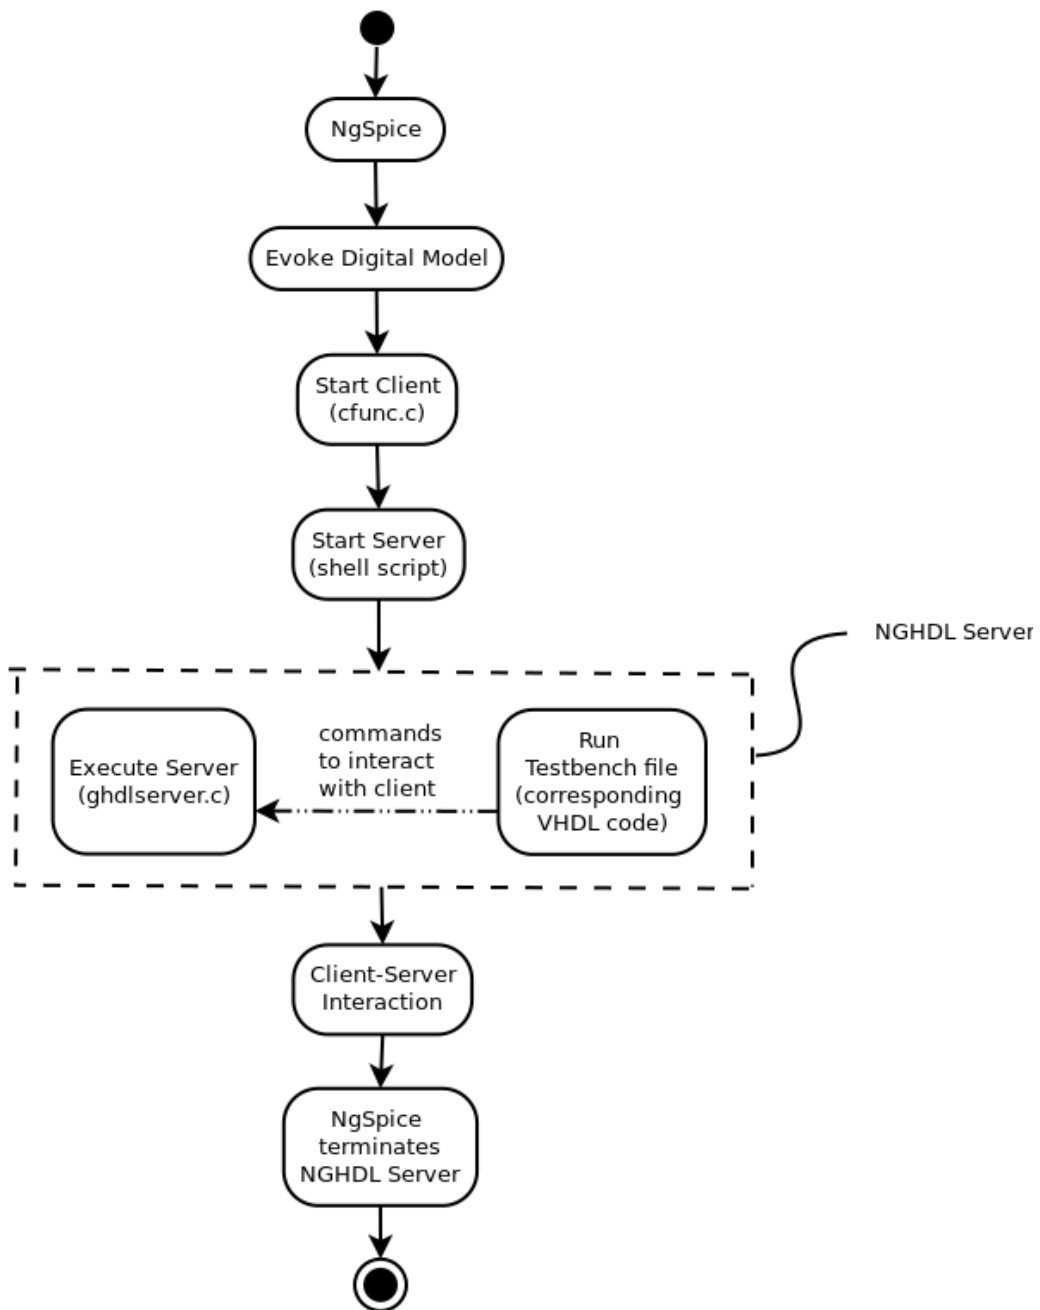 NgSpice
Evoke Digital Model
Start Client
(cfunc.c)
Start Server
(shell script)
NGHDL Server
Execute Server
(ghdlserver.c)
commands
to interact
with client
Run
Testbench file
(corresponding
VHDL code)
Client-Server
Interaction
NgSpice
terminates
NGHDL Server